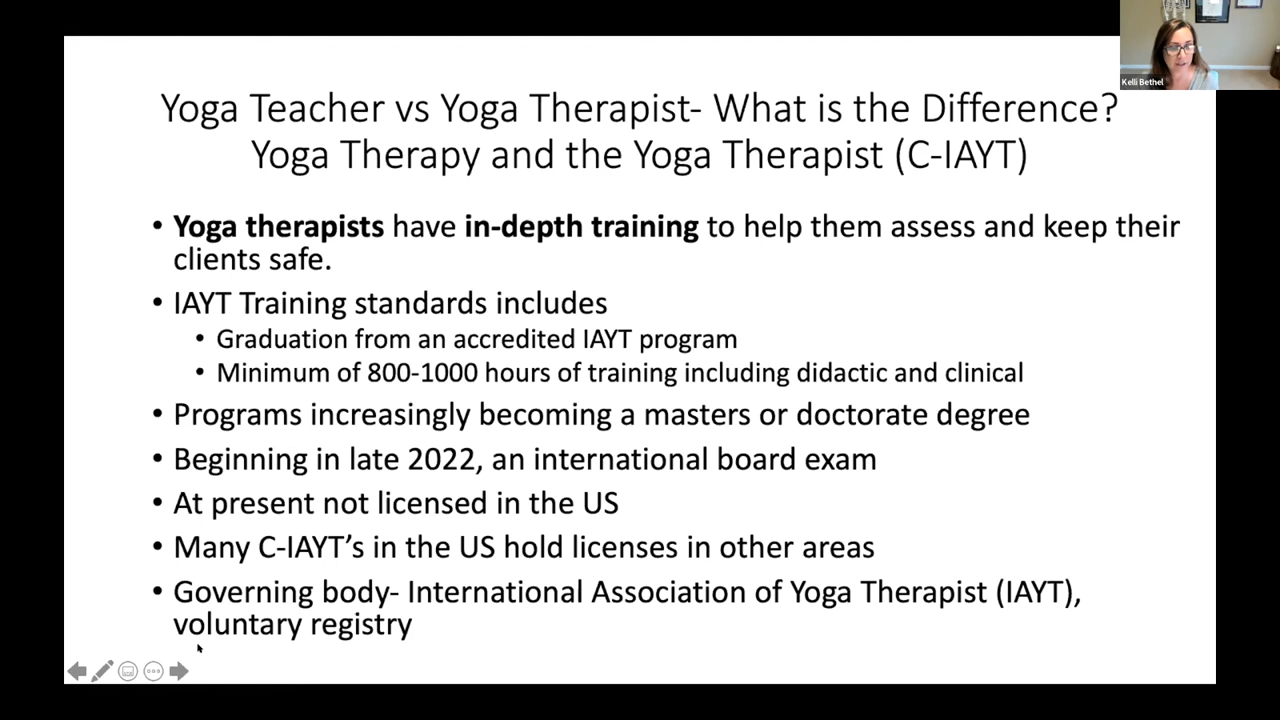 Kelli Bethel
Yoga Teacher vs Yoga Therapist- What is the Difference?
Yoga Therapy and the Yoga Therapist (C-IAYT)
• Yoga therapists have in-depth training to help them assess and keep their
clients safe.
• IAYT Training standards includes
• Graduation from an accredited IAYT program
• Minimum of 800-1000 hours of training including didactic and clinical
• Programs increasingly becoming a masters or doctorate degree
• Beginning in late 2022, an international board exam
• At present not licensed in the US
• Many C-IAYT’s in the US hold licenses in other areas
• Governing body- International Association of Yoga Therapist (IAYT),
voluntary registry